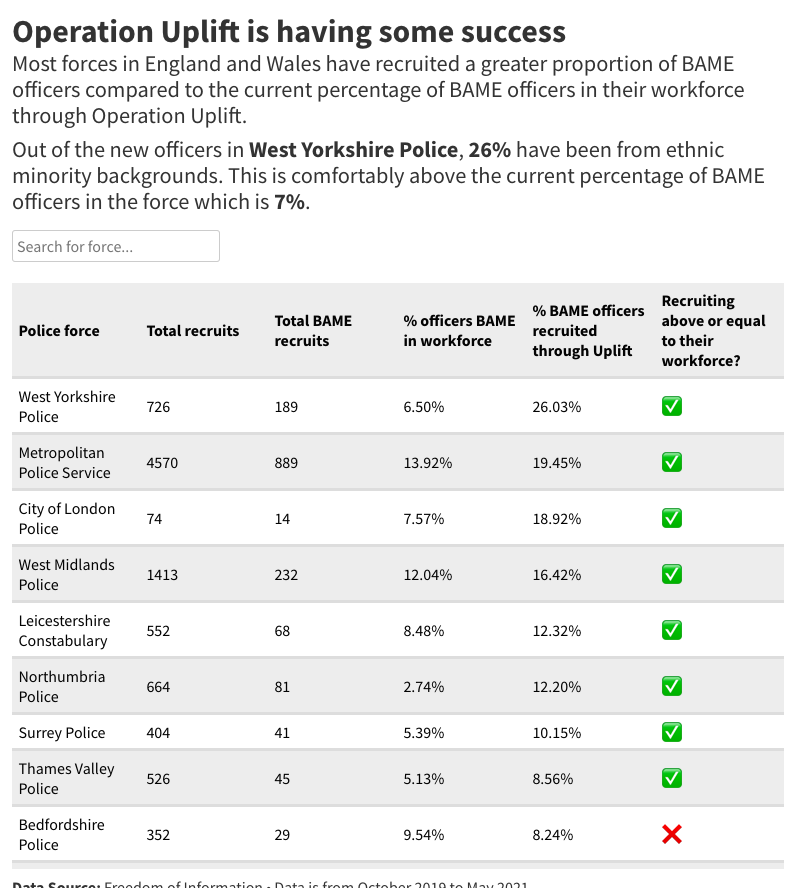 Operation Uplift is having some success
Most forces in England and Wales have recruited a greater proportion of BAME
officers compared to the current percentage of BAME officers in their workforce
through Operation Uplift.
Out of the new officers in West Yorkshire Police, 26% have been from ethnic
minority backgrounds. This is comfortably above the current percentage of BAME
officers in the force which is 7%.
Search for force...
Police force Total recruits Total BAME recruits % officers BAME in workforce % BAME officers recruited through Uplift Recruiting above or equal to their workforce?
West Yorkshire Police 726 189 6.50% 26.03% ✅
Metropolitan Police Service 4570 889 13.92% 19.45% ✅
City of London Police 74 14 7.57% 18.92% ✅
West Midlands Police 1413 232 12.04% 16.42% ✅
Leicestershire Constabulary 552 68 8.48% 12.32% ✅
Northumbria Police 664 81 2.74% 12.20% ✅
Surrey Police 404 41 5.39% 10.15% ✅
Thames Valley Police 526 45 5.13% 8.56% ✅
Bedfordshire Police 352 29 9.54% 8.24% ❌
Data Source: Freedom of Information • Data is from October 2019 to May 2021